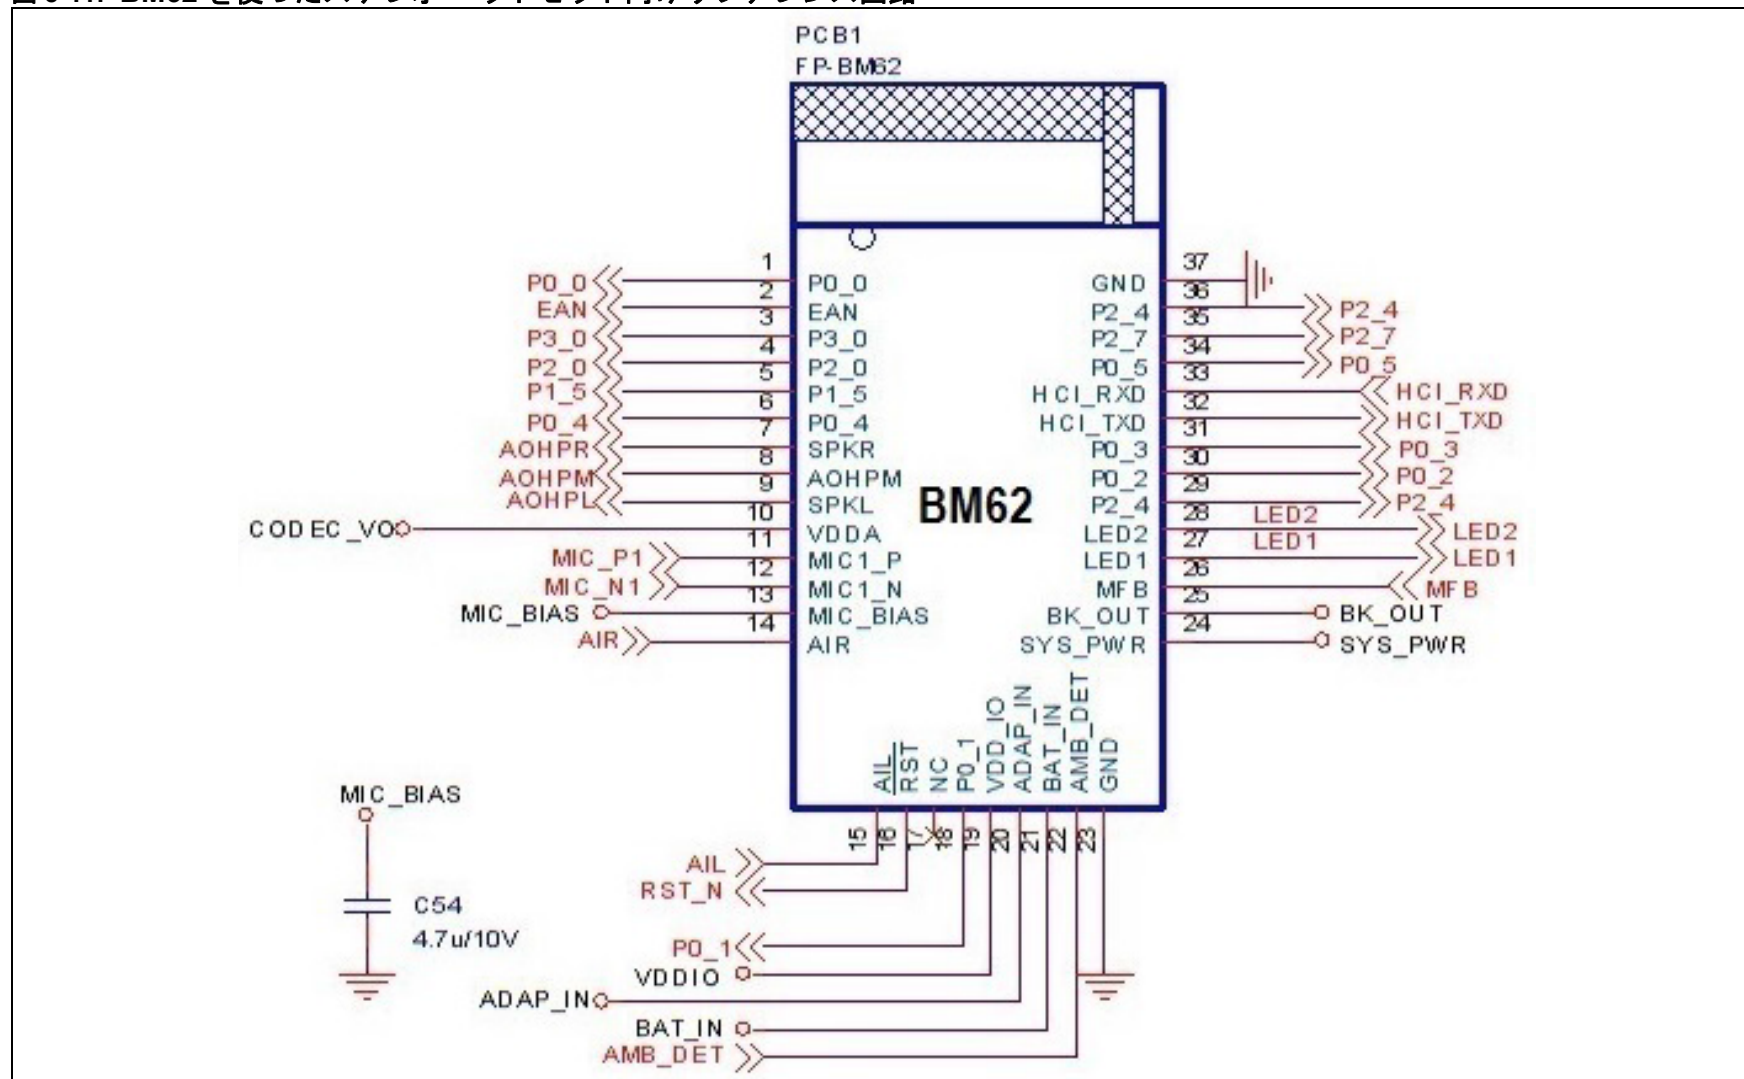 PCB1
FP-BM62
BM62
1
2
3
4
5
6
7
8
9
10
11
12
13
14
P0_0
EAN
P3_0
P2_0
P1_5
P0_4
AOHPR
AOHPM
AOHPL
CODEC_VO
MIC_P1
MIC_N1
MIC_BIAS
AIR
P0_0
EAN
P3_0
P2_0
P1_5
P0_4
SPKR
AOHPM
SPKL
VDDA
MIC1_P
MIC1_N
MIC_BIAS
AIR
GND
P2_4
P2_7
P0_5
HCI_RXD
HCI_TXD
P0_3
P0_2
P2_4
LED2
LED1
MFB
BK_OUT
SYS_PWR
37
36
35
34
33
32
31
30
29
28
27
26
25
24
LED2
LED1
P2_4
P2_7
P0_5
HCI_RXD
HCI_TXD
P0_3
P0_2
P2_4
LED2
LED1
MFB
BK_OUT
SYS_PWR
AIL
RST
NC
P0_1
VDD_IO
ADAP_IN
BAT_IN
AMB_DET
GND
15
16
17
18
19
20
21
22
23
MIC_BIAS
C54
4.7u/10V
AIL
RST_N
P0_1
VDDIO
ADAP_IN
BAT_IN
AMB_DET